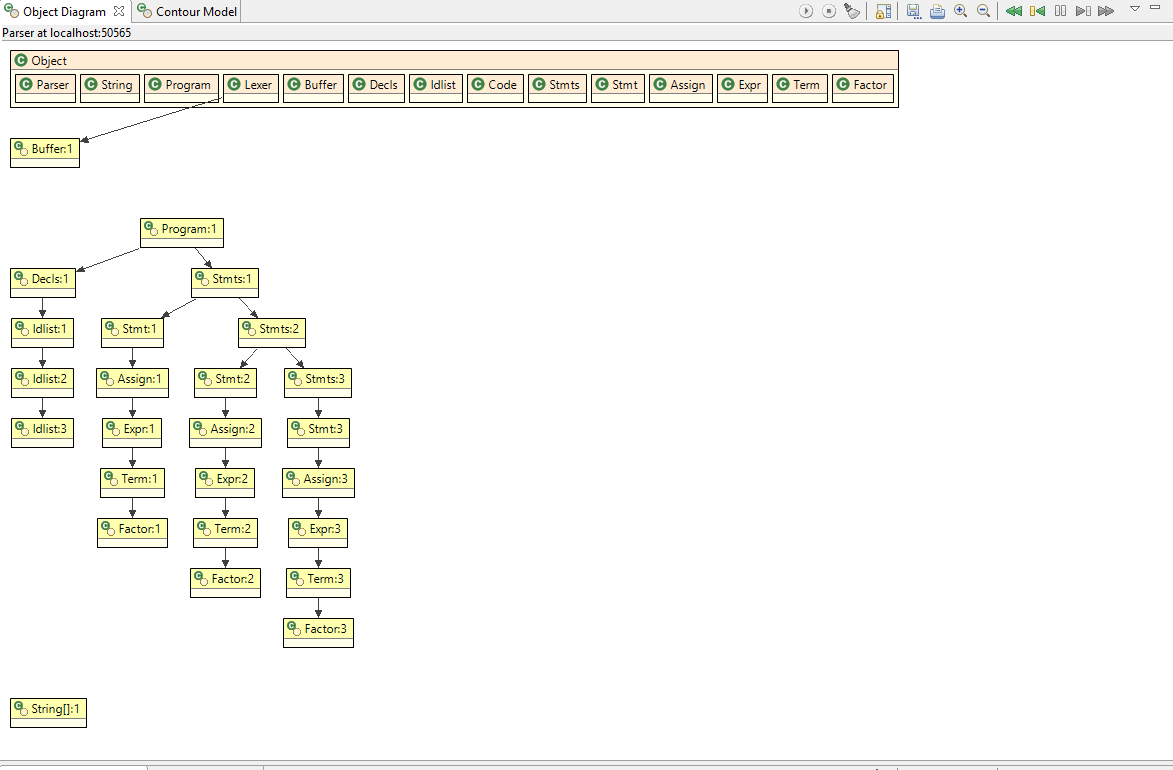 Object Diagram Contour Model
Parser at localhost:50565
Object
Parser String Program Lexer Buffer Decls Idlist Code Stmts Stmt Assign Expr Term Factor
Buffer:1
Program:1
Decls:1 Stmts:1
Idlist:1 Stmt:1 Stmts:2
Idlist:2 Assign:1 Stmt:2 Stmts:3
Idlist:3 Expr:1 Assign:2 Stmt:3
Term:1 Expr:2 Assign:3
Factor:1 Term:2 Expr:3
Factor:2 Term:3
Factor:3
String[]:1